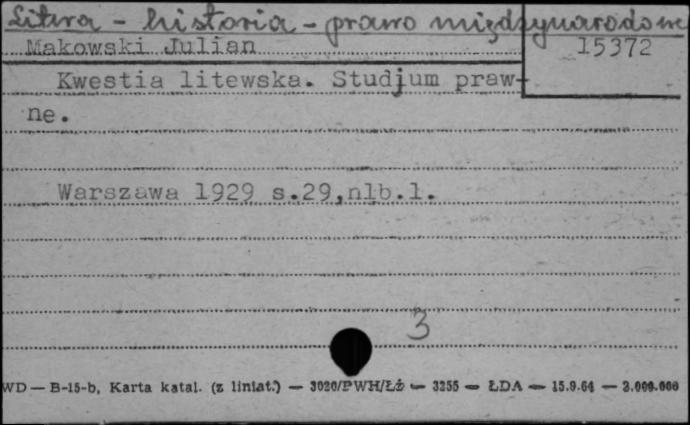 Litwa - historia - prawo międzynarodowe
Makowski Julian
15372
Kwestia litewska. Studjum praw-
ne.
Warszawa 1929 s.29,nlb.1.
3
WD — B-15-b, Karta katal. (z liniat.) — 3020/PWH/Łż — 3255 — ŁDA — 15.9.64 — 2.000.000